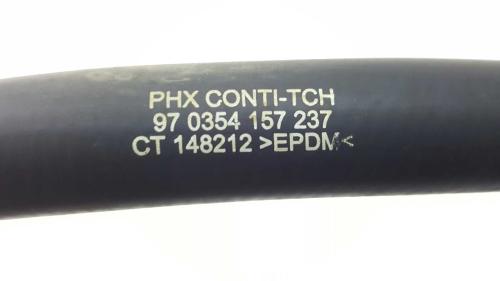 PHX CONTI-TCH
97 0354 157 237
CT 148212 >EPDM<